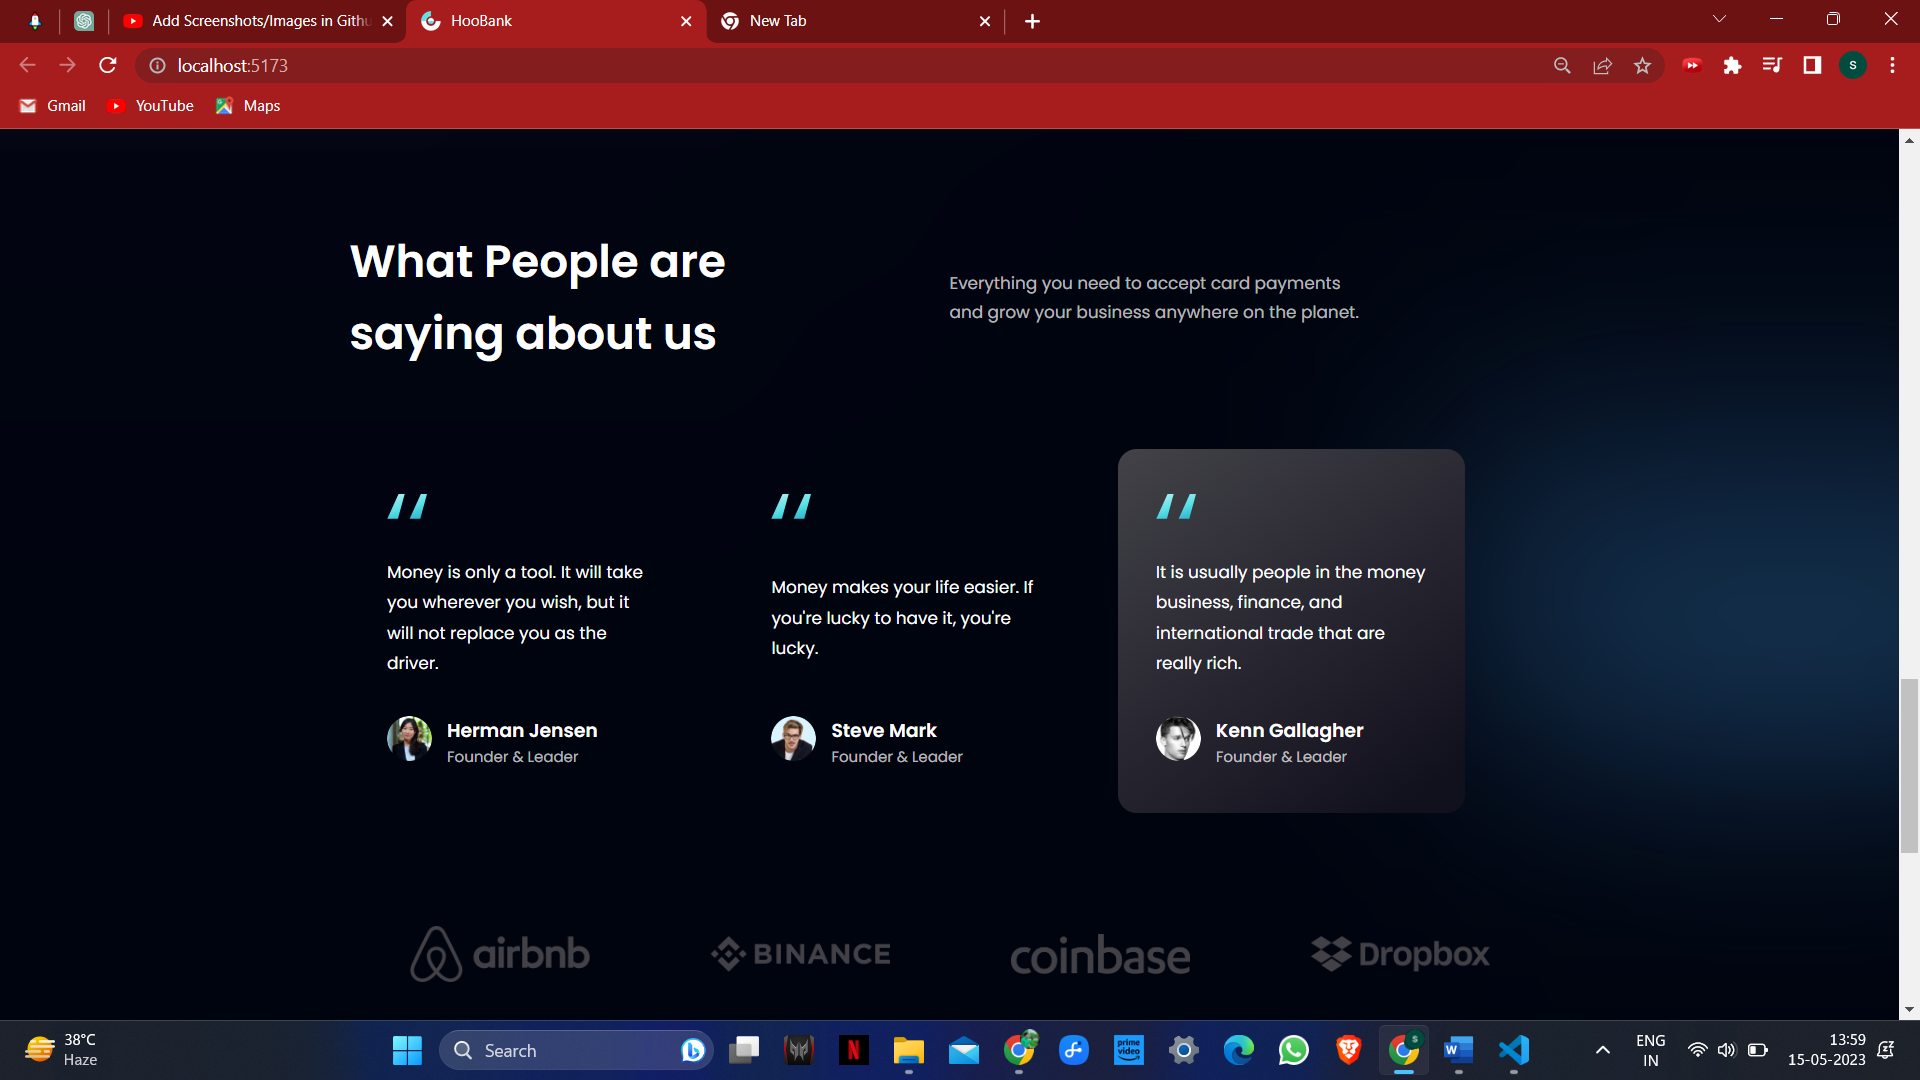 Add Screenshots/Images in Githu
HooBank
New Tab
localhost:5173
S
Gmail
YouTube
Maps
What People are
saying about us
Everything you need to accept card payments
and grow your business anywhere on the planet.
Money is only a tool. It will take
you wherever you wish, but it
will not replace you as the
driver.
Herman Jensen
Founder & Leader
Money makes your life easier. If
you're lucky to have it, you're
lucky.
Steve Mark
Founder & Leader
It is usually people in the money
business, finance, and
international trade that are
really rich.
Kenn Gallagher
Founder & Leader
airbnb
BINANCE
coinbase
Dropbox
38°C
Haze
Search
prime
video
ENG
IN
13:59
15-05-2023